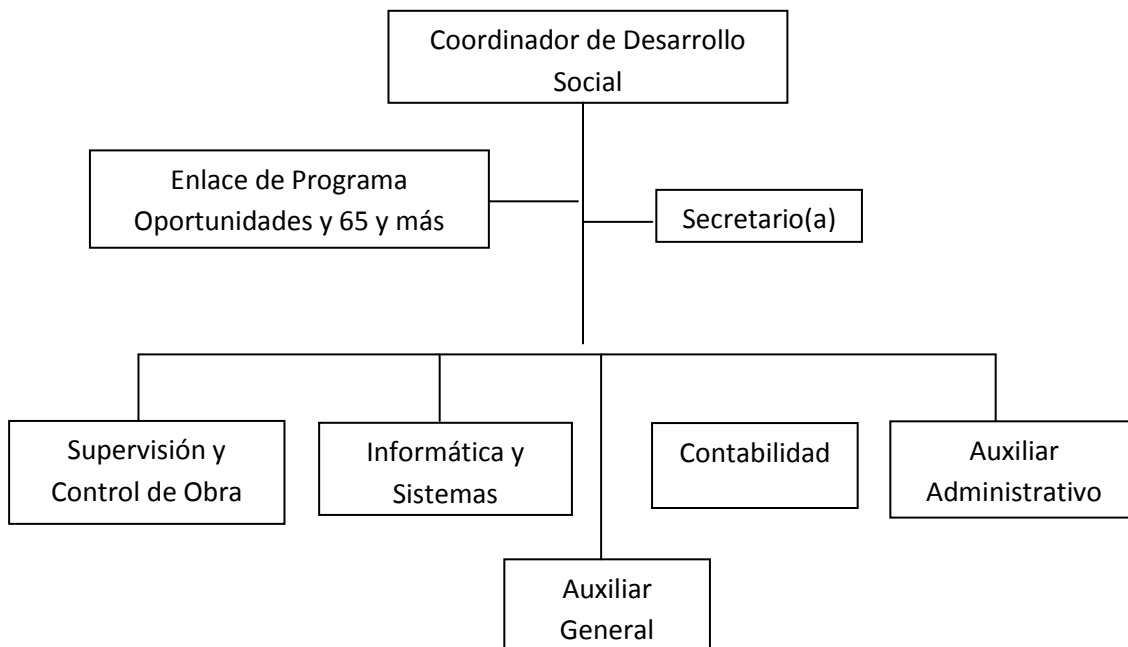 Coordinador de Desarrollo
Social
Enlace de Programa
Oportunidades y 65 y más
Secretario(a)
Supervisión y
Control de Obra
Informática y
Sistemas
Contabilidad
Auxiliar
Administrativo
Auxiliar
General